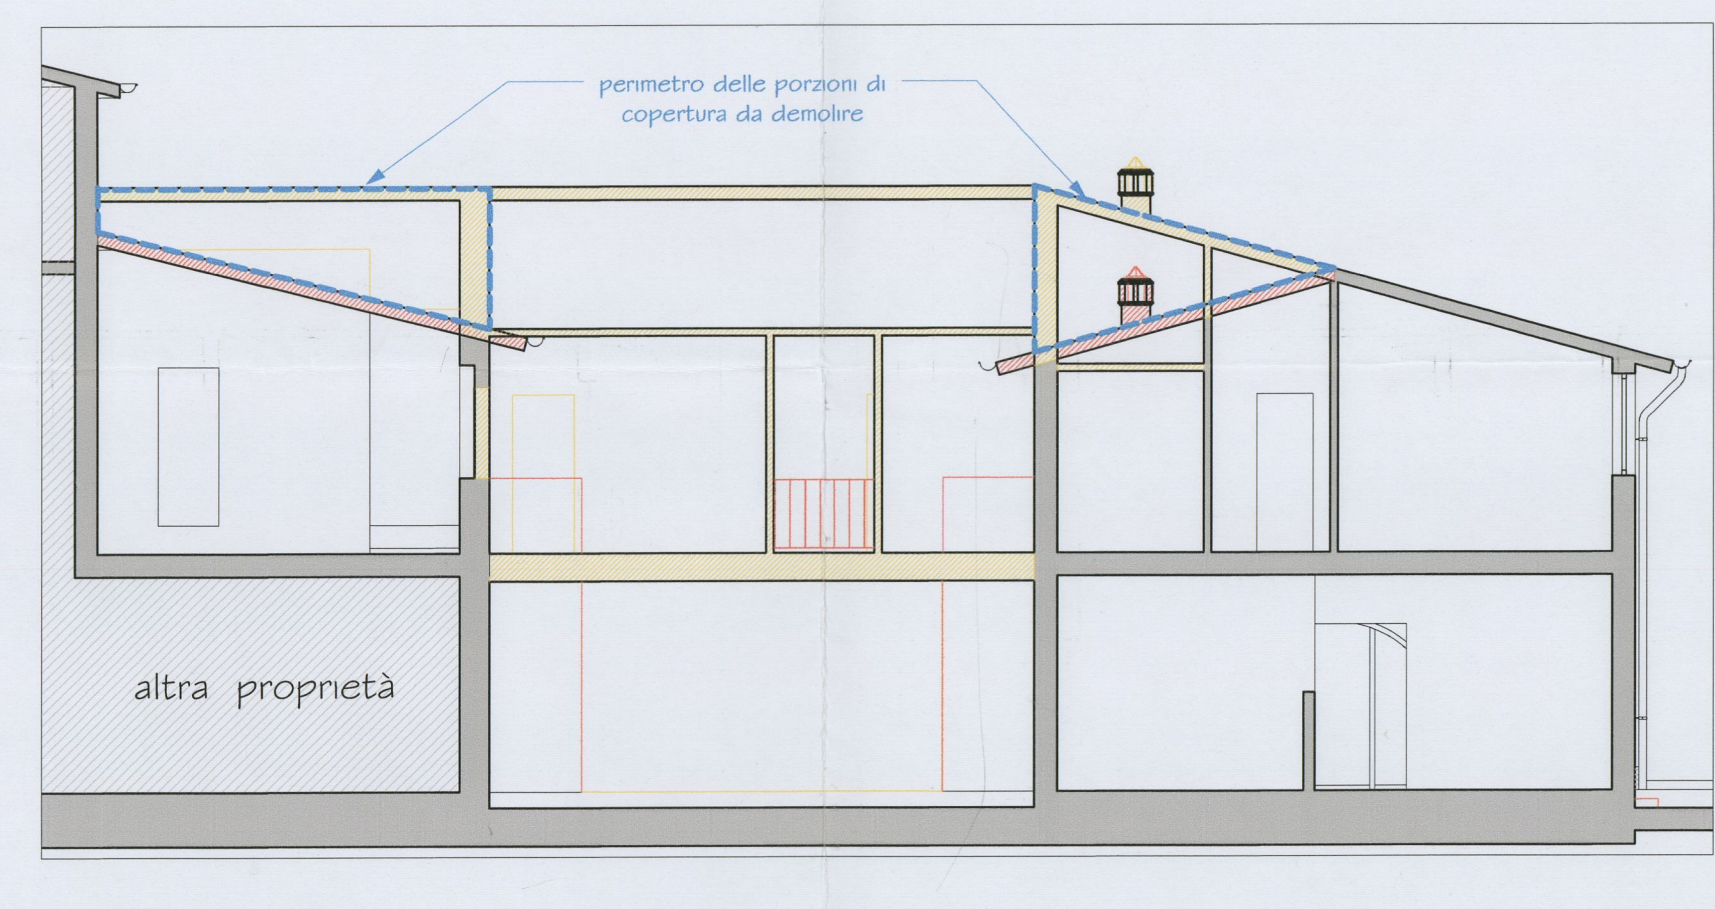 perimetro delle porzioni di
copertura da demolire
altra proprietà